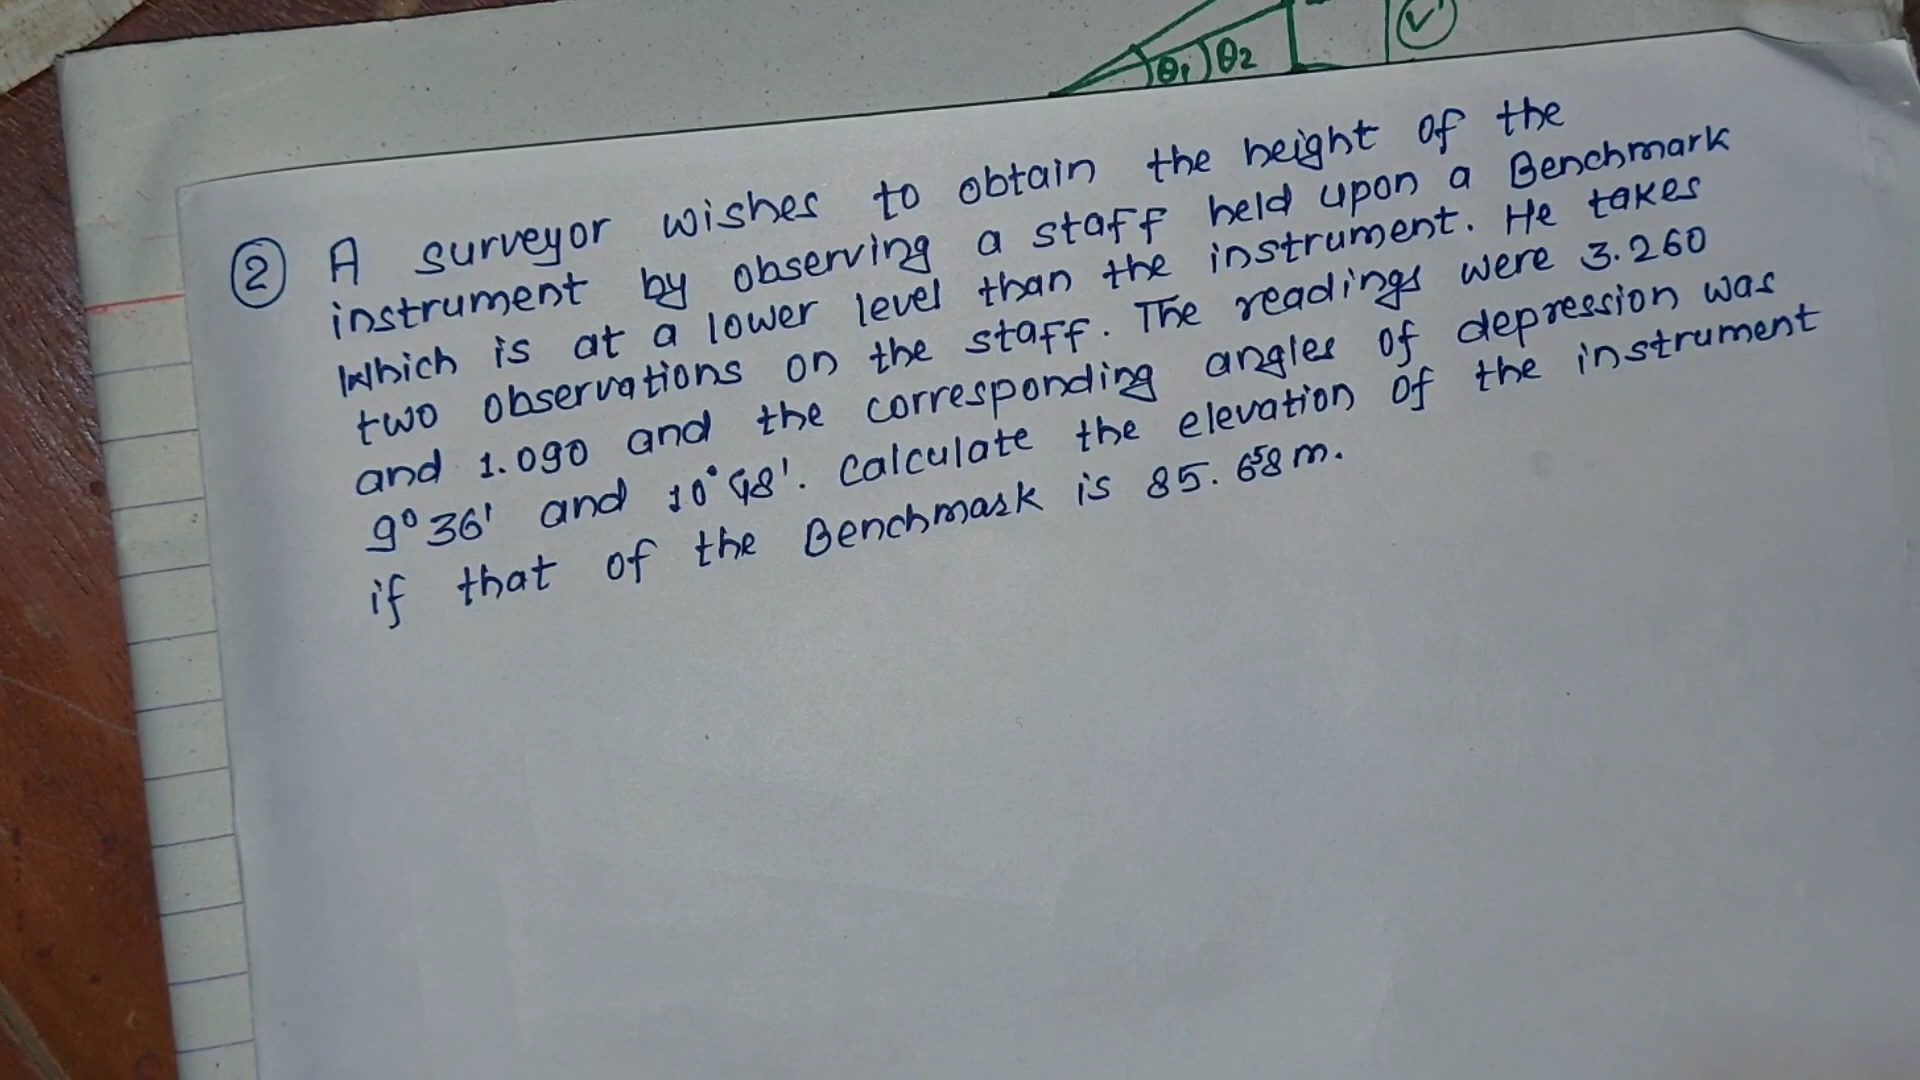 θ1 θ2
② A surveyor wishes to obtain the height of the
instrument by observing a staff held upon a Benchmark
which is at a lower level than the instrument. He takes
two observations on the staff. The readings were 3.260
and 1.090 and the corresponding angles of depression was
9° 36' and 10° 48'. Calculate the elevation of the instrument
if that of the Benchmark is 85. 658 m.